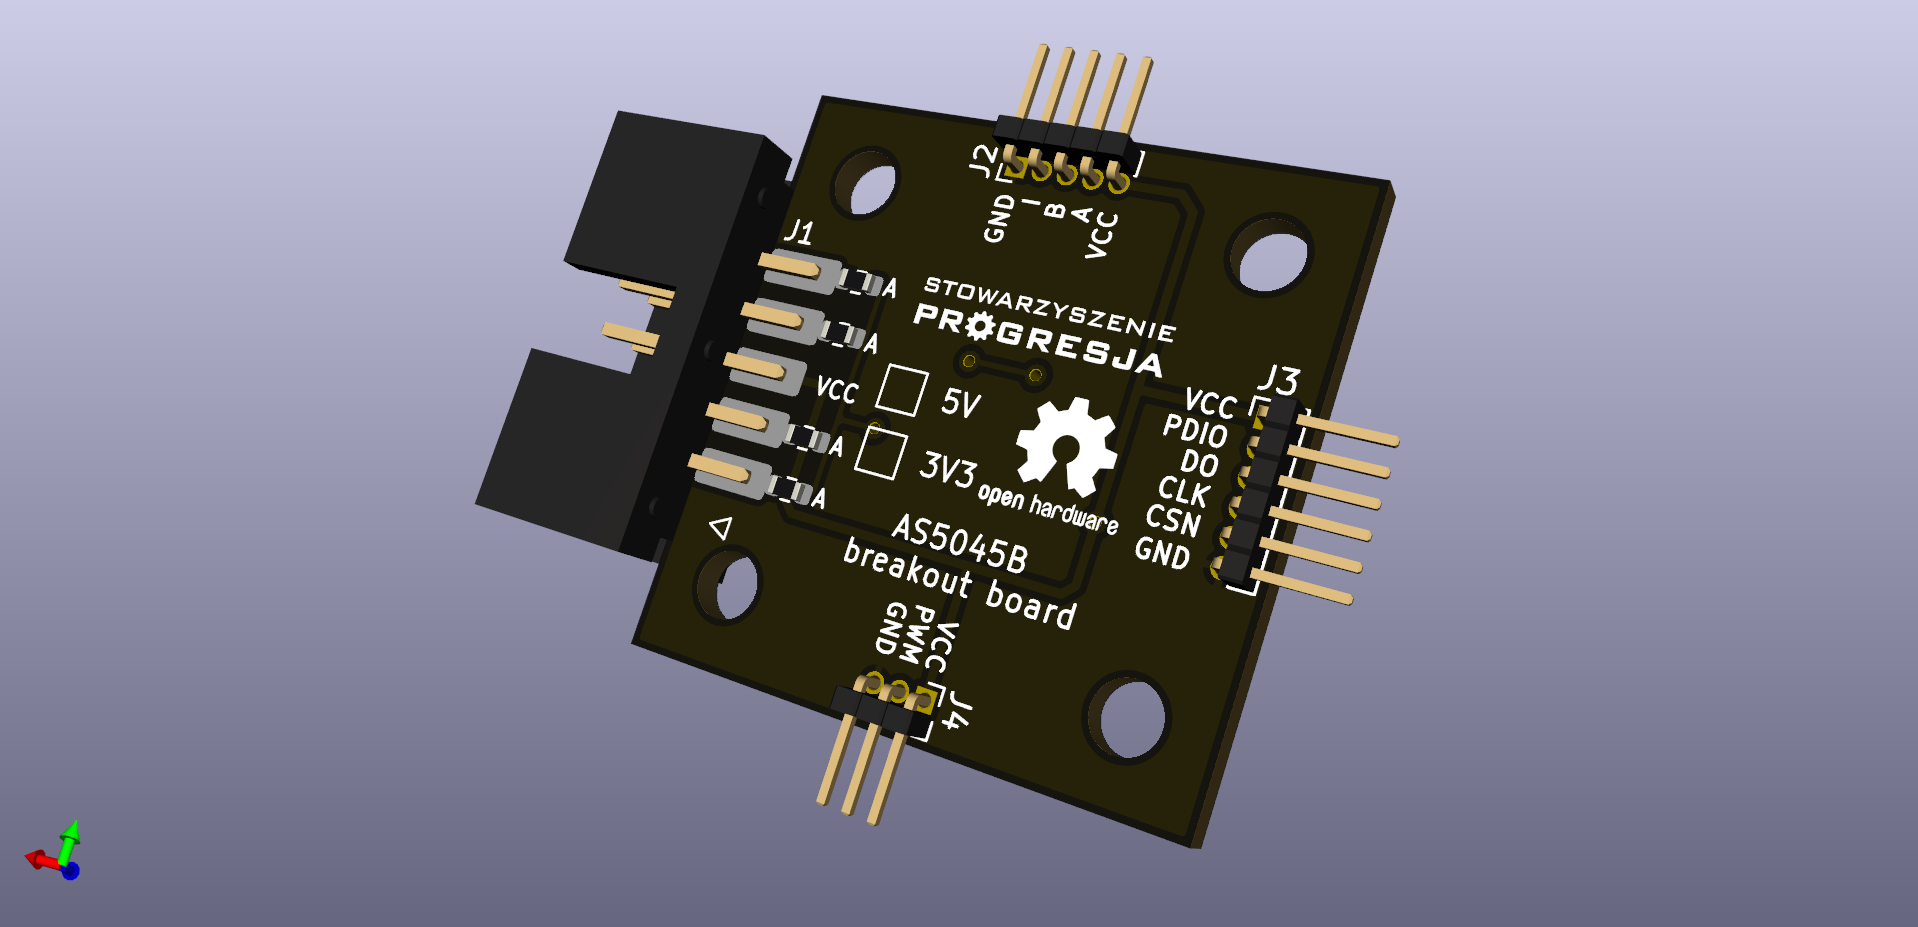 J2
GND
I
B
A
VCC
J1
A
A
VCC
A
A
STOWARZYSZENIE
PROGRESJA
5V
3V3
open hardware
J3
VCC
PDIO
DO
CLK
CSN
GND
AS5045B
breakout board
GND
PWM
VCC
J4